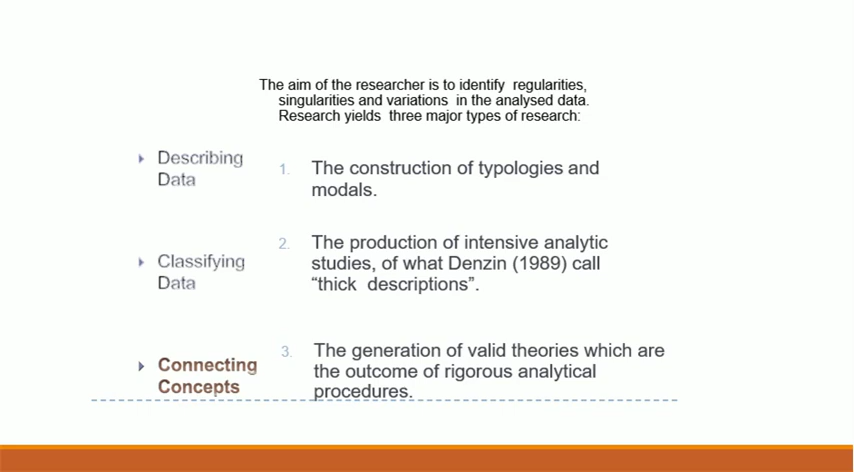 The aim of the researcher is to identify regularities,
singularities and variations in the analysed data.
Research yields three major types of research:
Describing
Data
1. The construction of typologies and
modals.
Classifying
Data
2. The production of intensive analytic
studies, of what Denzin (1989) call
“thick descriptions”.
Connecting
Concepts
3. The generation of valid theories which are
the outcome of rigorous analytical
procedures.